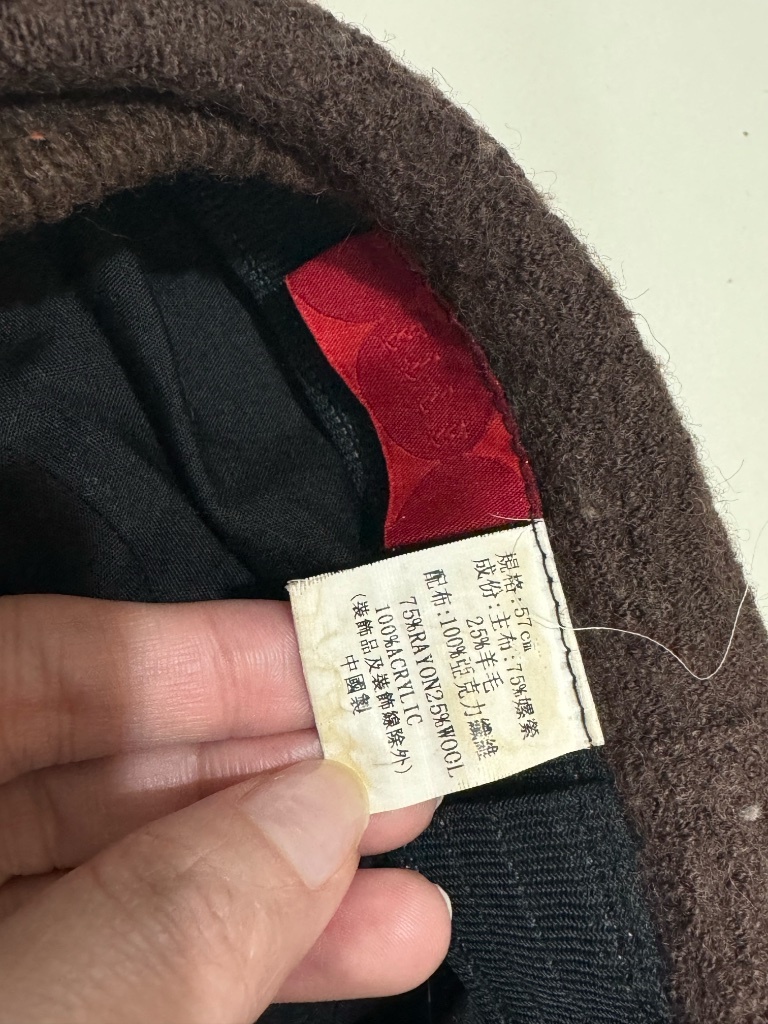 規格:57cm
成份:主布:75%嫘縈
25%羊毛
配布:100%亞克力纖維
75%RAYON25%WOOL
100%ACRYLIC
(裝飾品及裝飾線除外)
中國製